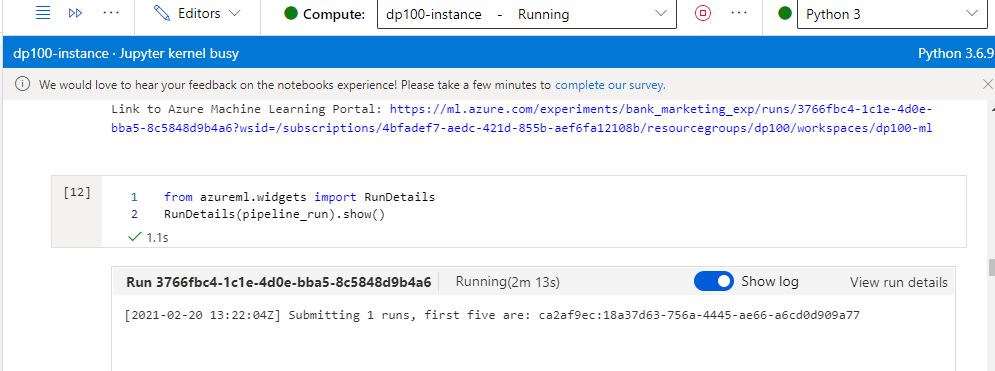 Editors
Compute:
dp100-instance - Running
Python 3
dp100-instance · Jupyter kernel busy
Python 3.6.9
We would love to hear your feedback on the notebooks experience! Please take a few minutes to complete our survey.
Link to Azure Machine Learning Portal: https://ml.azure.com/experiments/bank_marketing_exp/runs/3766fbc4-1c1e-4d0e-
bba5-8c5848d9b4a6?wsid=/subscriptions/4bfadef7-aedc-421d-855b-aef6fa12108b/resourcegroups/dp100/workspaces/dp100-ml
[12]
1 from azureml.widgets import RunDetails
2 RunDetails(pipeline_run).show()
1.1s
Run 3766fbc4-1c1e-4d0e-bba5-8c5848d9b4a6
Running(2m 13s)
Show log
View run details
[2021-02-20 13:22:04Z] Submitting 1 runs, first five are: ca2af9ec:18a37d63-756a-4445-ae66-a6cd0d909a77